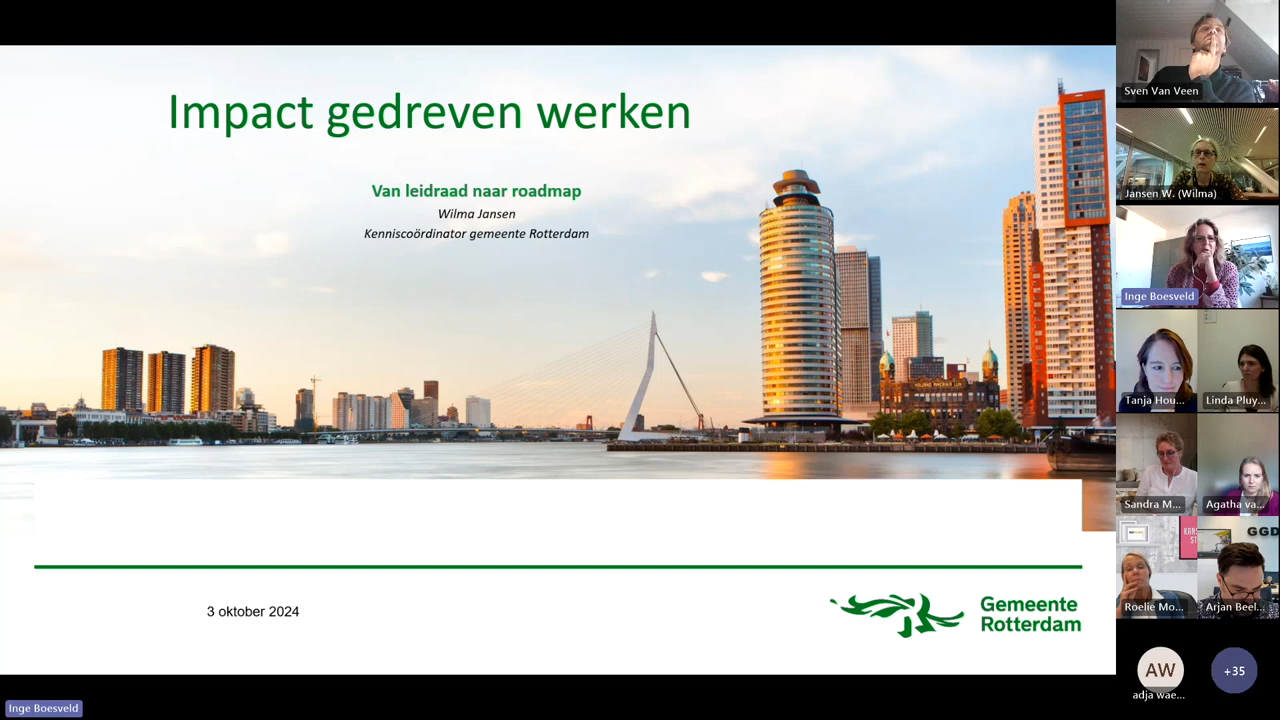 Impact gedreven werken
Van leidraad naar roadmap
Wilma Jansen
Kenniscoördinator gemeente Rotterdam
3 oktober 2024
Gemeente
Rotterdam
Inge Boesveld
Sven Van Veen
Jansen W. (Wilma)
Inge Boesveld
Tanja Hou...
Linda Pluy...
Sandra M...
Agatha va...
GGD
Roelie Mo...
Arjan Beel...
AW
adja wae...
+35